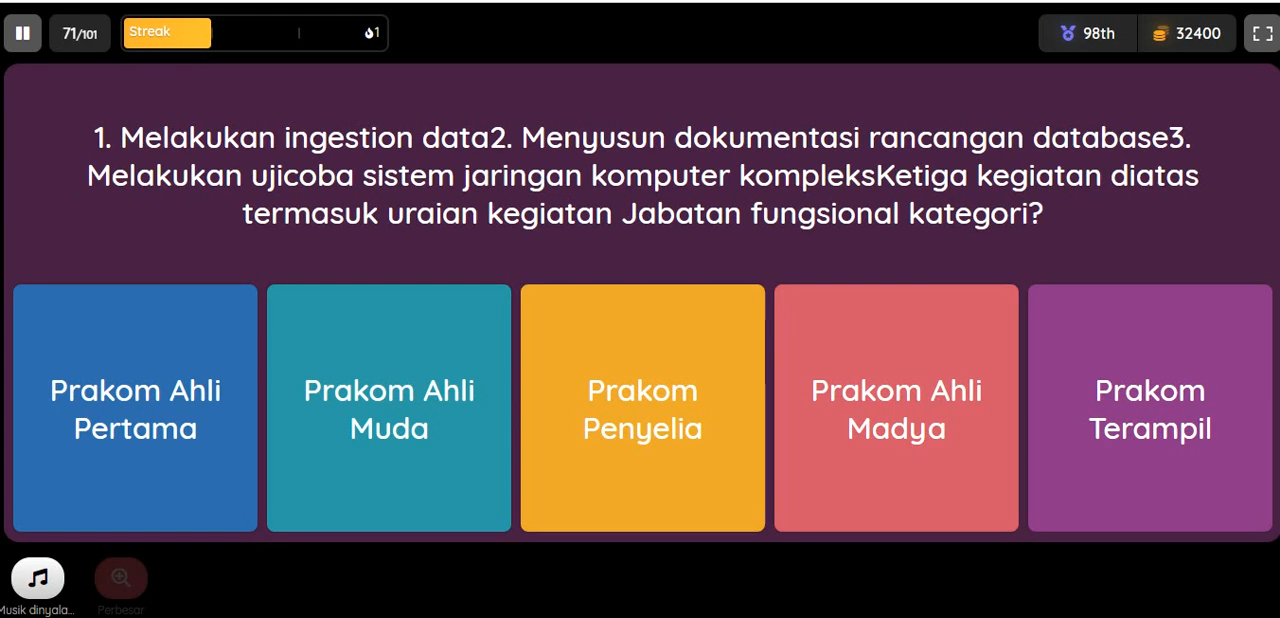 71/101
Streak
1
98th
32400
1. Melakukan ingestion data2. Menyusun dokumentasi rancangan database3.
Melakukan ujicoba sistem jaringan komputer kompleksKetiga kegiatan diatas
termasuk uraian kegiatan Jabatan fungsional kategori?
Prakom Ahli
Pertama
Prakom Ahli
Muda
Prakom
Penyelia
Prakom Ahli
Madya
Prakom
Terampil
Musik dinyala...
Perbesar